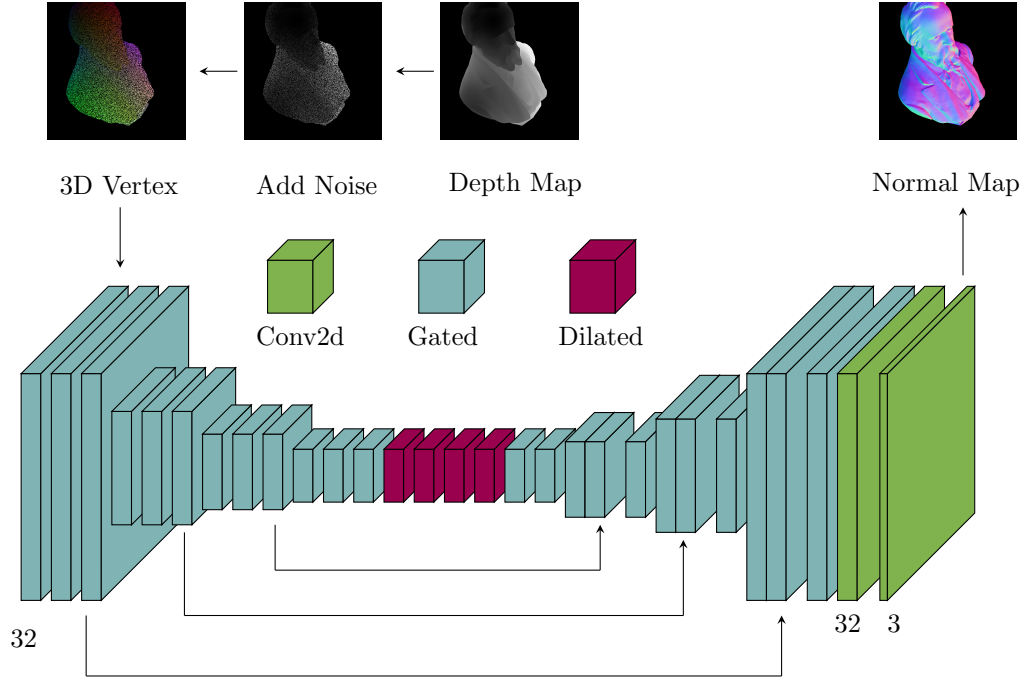 3D Vertex
Add Noise
Depth Map
Normal Map
Conv2d
Gated
Dilated
32
32
3